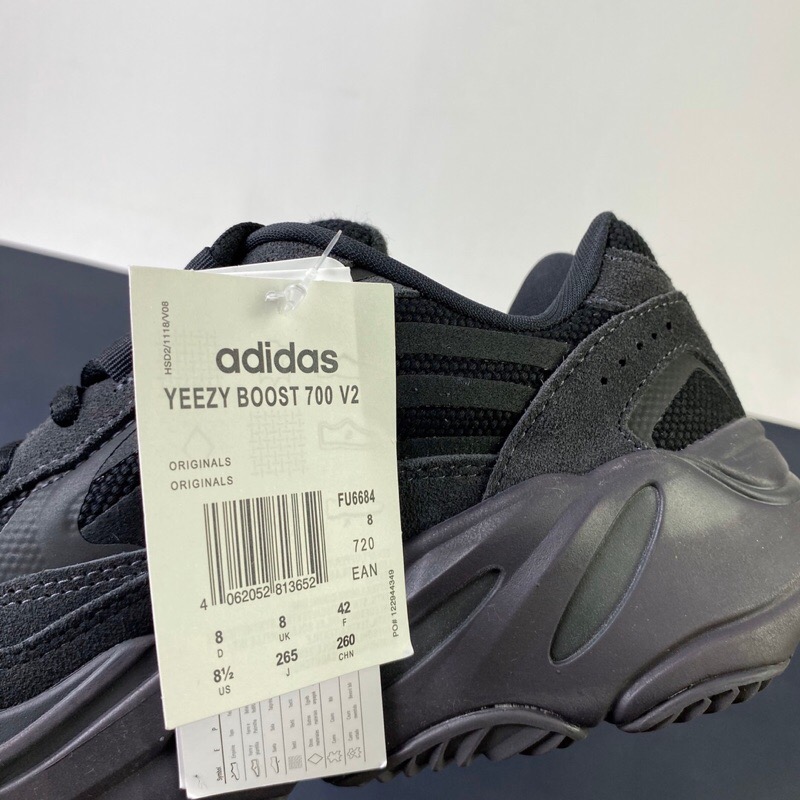 HSD2/1118/V08
adidas
YEEZY BOOST 700 V2
ORIGINALS
ORIGINALS
FU6684
8
720
EAN
4 062052 813652
8 8 42
D UK F
8½ 265 260
US J CHN
PO# 122944349
Symbol
E
P